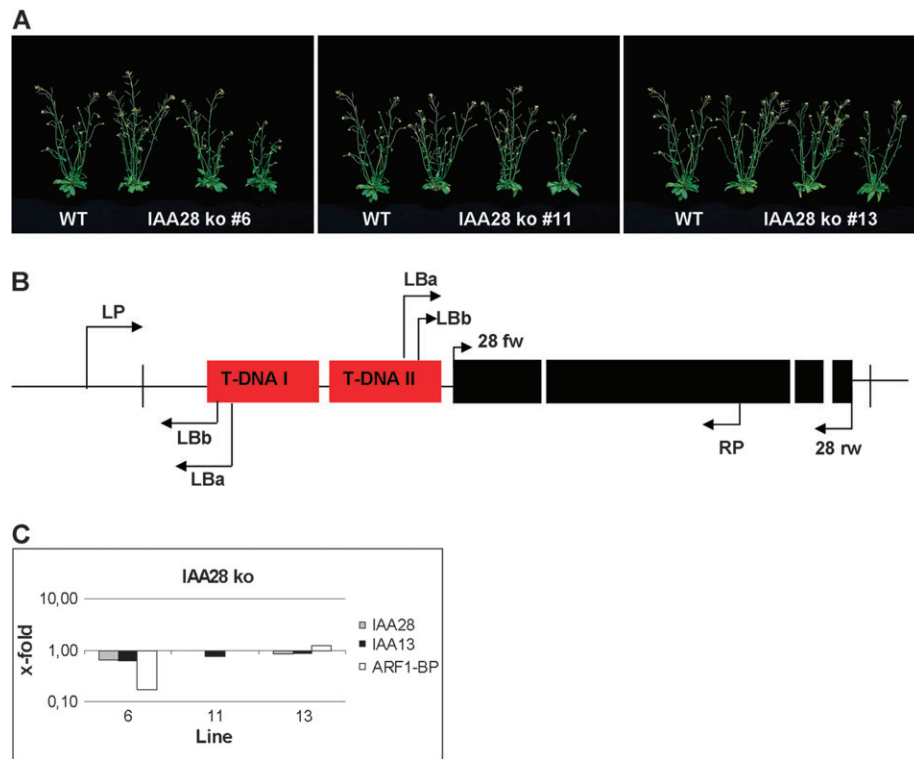 A
WT IAA28 ko #6
WT IAA28 ko #11
WT IAA28 ko #13
B
LP
LBa
LBb
28 fw
T-DNA I
T-DNA II
LBb
LBa
RP
28 rw
C
IAA28 ko
10,00
1,00
0,10
x-fold
6 11 13
Line
IAA28
IAA13
ARF1-BP